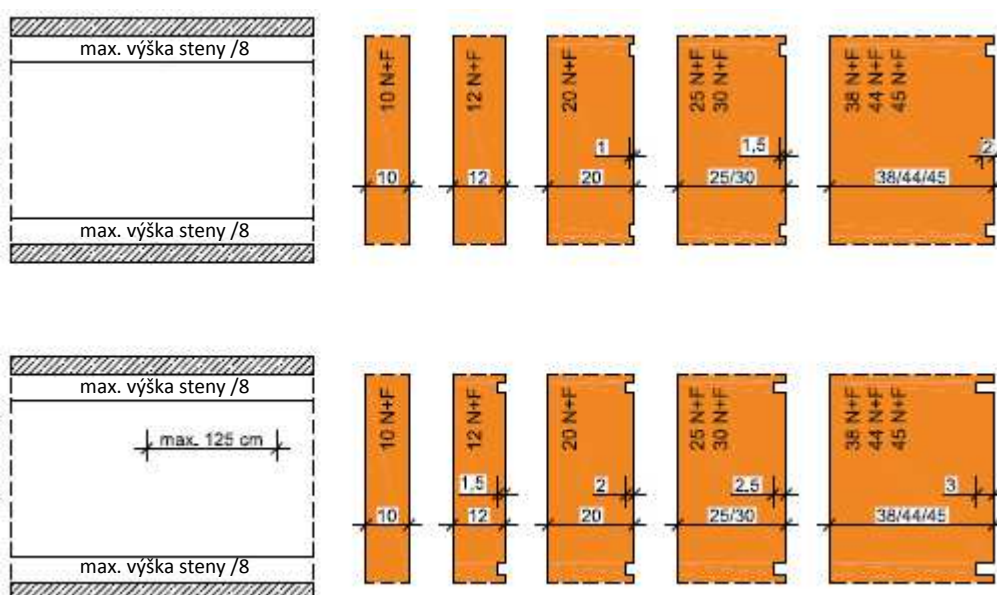 max. výška steny /8
max. výška steny /8
10 N+F
10
12 N+F
12
20 N+F
1
20
25 N+F
30 N+F
1,5
25/30
38 N+F
44 N+F
45 N+F
2
38/44/45
max. výška steny /8
max. 125 cm
max. výška steny /8
10 N+F
10
12 N+F
1,5
12
20 N+F
2
20
25 N+F
30 N+F
2,5
25/30
38 N+F
44 N+F
45 N+F
3
38/44/45